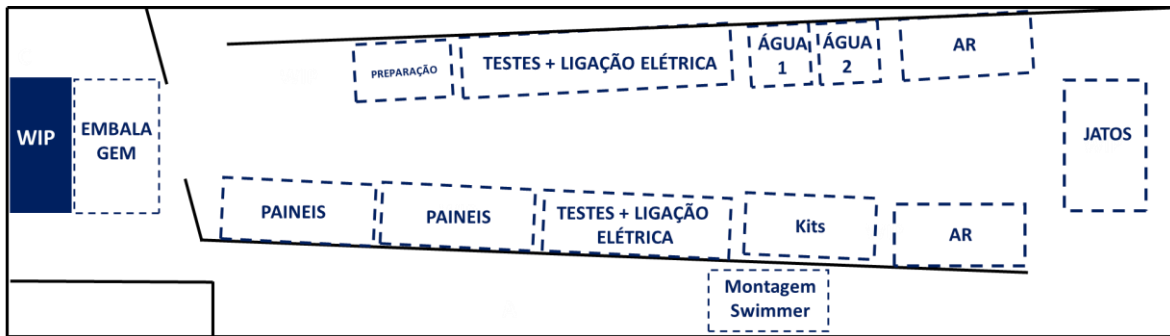 PREPARAÇÃO
TESTES + LIGAÇÃO ELÉTRICA
ÁGUA
1
ÁGUA
2
AR
WIP
EMBALA
GEM
JATOS
PAINEIS
PAINEIS
TESTES + LIGAÇÃO
ELÉTRICA
Kits
AR
Montagem
Swimmer